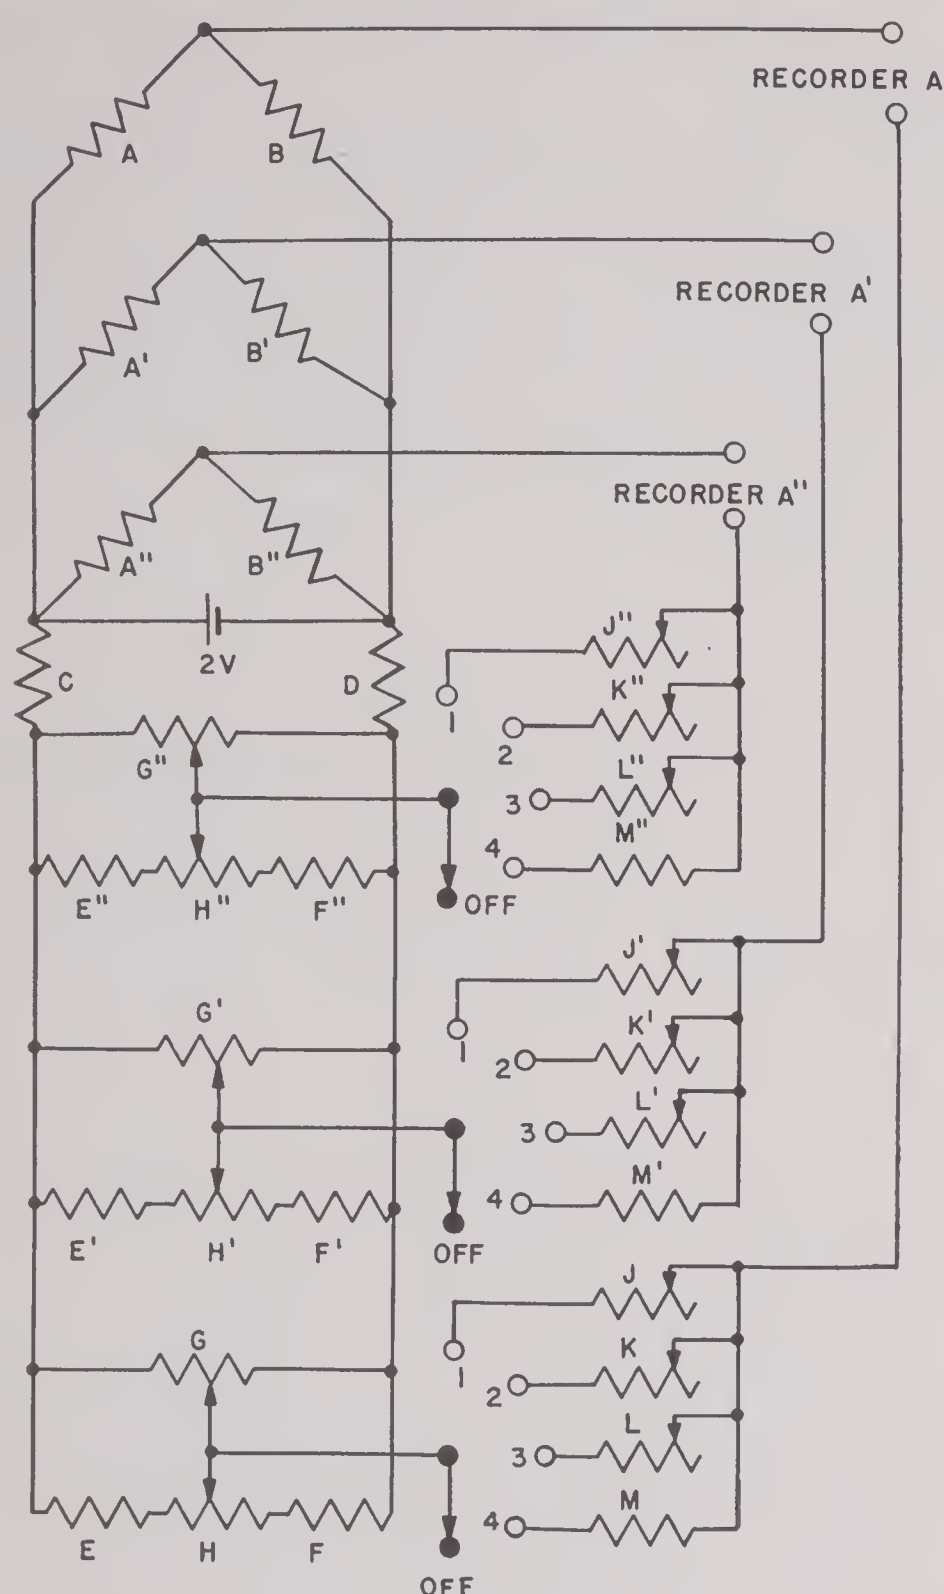 RECORDER A
A B
RECORDER A'
A' B'
RECORDER A"
A" B"
J"
C 2V D
K"
1
2
G" L"
3
M"
4
E" H" F" OFF
J'
G'
K'
1
2
L'
3
M'
4
E' H' F' OFF
J
G K
1
2
L
3
M
4
E H F
OFF